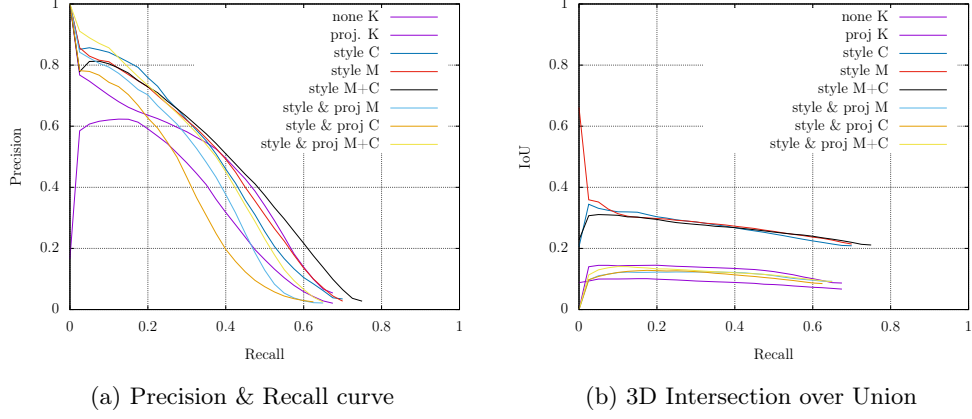 1
0.8
0.6
0.4
0.2
0
0
0.2
0.4
0.6
0.8
1
Precision
Recall
none K
proj. K
style C
style M
style M+C
style & proj M
style & proj C
style & proj M+C
(a) Precision & Recall curve
1
0.8
0.6
0.4
0.2
0
0
0.2
0.4
0.6
0.8
1
IoU
Recall
none K
proj K
style C
style M
style M+C
style & proj M
style & proj C
style & proj M+C
(b) 3D Intersection over Union